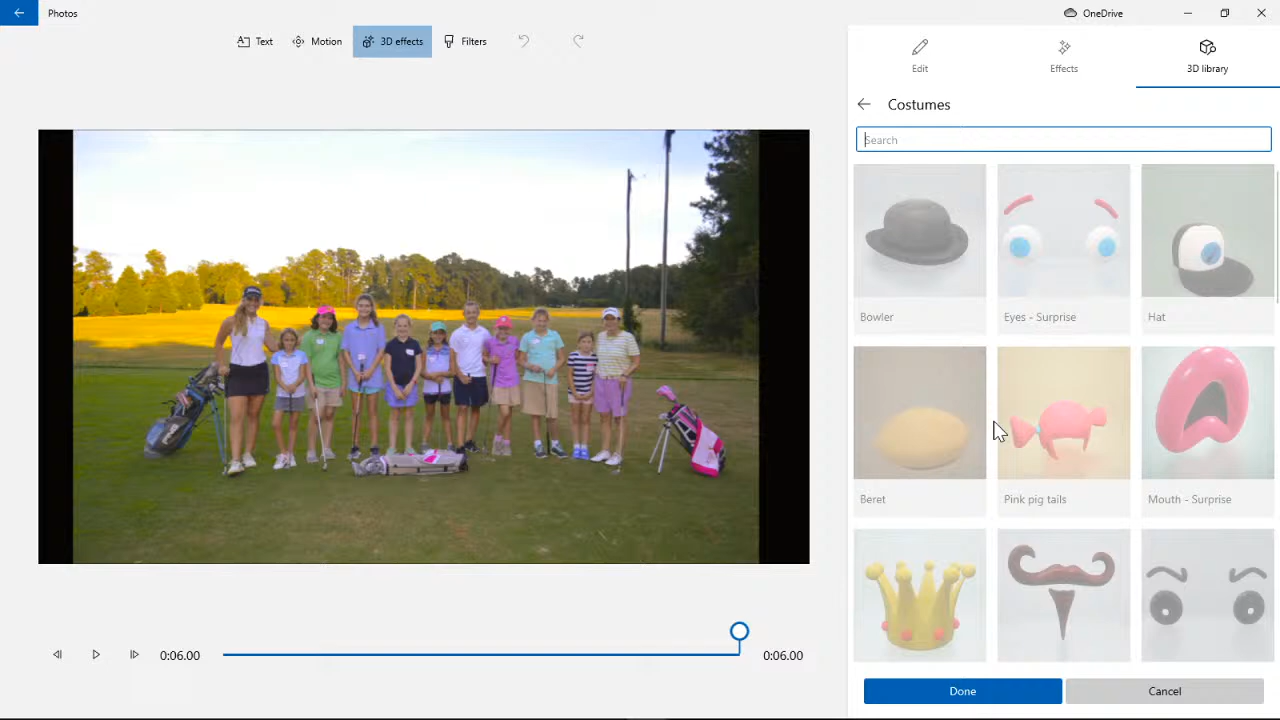 Photos
OneDrive
Text
Motion
3D effects
Filters
Edit
Effects
3D library
Costumes
Search
Bowler
Eyes - Surprise
Hat
Beret
Pink pig tails
Mouth - Surprise
0:06.00
0:06.00
Done
Cancel